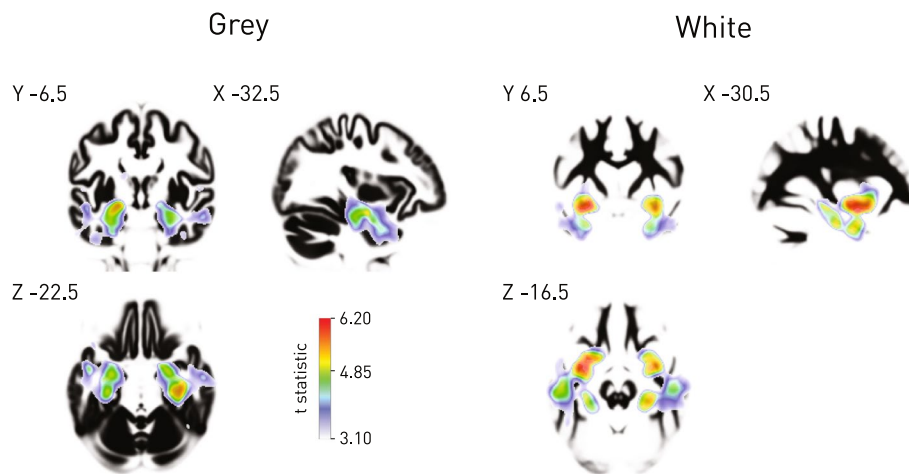 Grey
White
Y -6.5
X -32.5
Y 6.5
X -30.5
Z -22.5
Z -16.5
6.20
4.85
3.10
t statistic